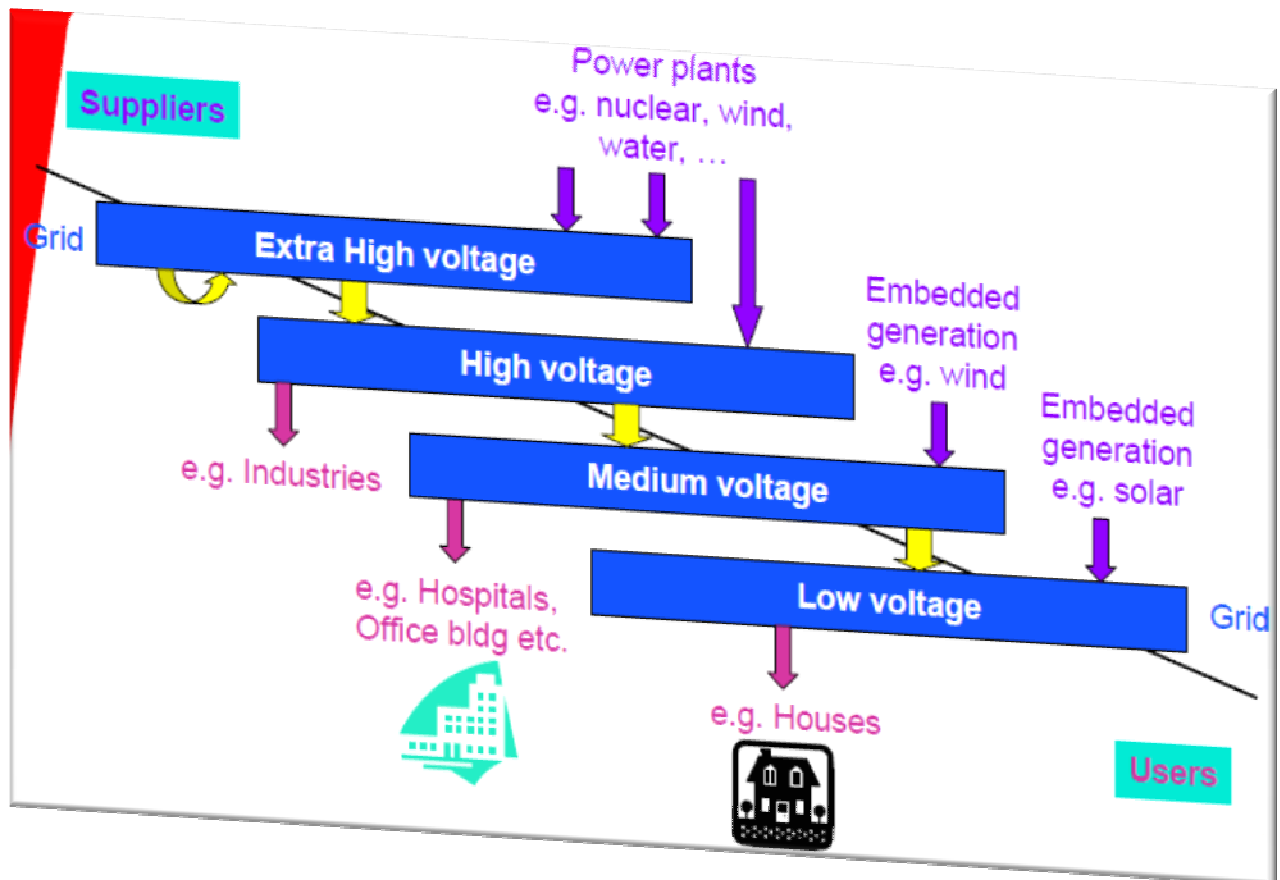 Suppliers
Power plants
e.g. nuclear, wind,
water, ...
Grid
Extra High voltage
Embedded
generation
e.g. wind
High voltage
Embedded
generation
e.g. solar
e.g. Industries
Medium voltage
e.g. Hospitals,
Office bldg etc.
Low voltage
Grid
e.g. Houses
Users